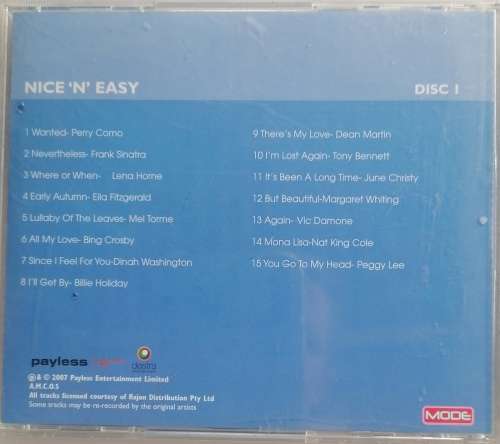 NICE 'N' EASY
DISC 1
1 Wanted- Perry Como
2 Nevertheless- Frank Sinatra
3 Where or When- Lena Horne
4 Early Autumn- Ella Fitzgerald
5 Lullaby Of The Leaves- Mel Torme
6 All My Love- Bing Crosby
7 Since I Feel For You-Dinah Washington
8 I'll Get By- Billie Holiday
9 There's My Love- Dean Martin
10 I'm Lost Again- Tony Bennett
11 It's Been A Long Time- June Christy
12 But Beautiful-Margaret Whiting
13 Again- Vic Damone
14 Mona Lisa-Nat King Cole
15 You Go To My Head- Peggy Lee
payless
℗& © 2007 Payless Entertainment Limited
A.M.C.O.S
All tracks licensed courtesy of Rajon Distribution Pty Ltd
Some tracks may be re-recorded by the original artists
MODE